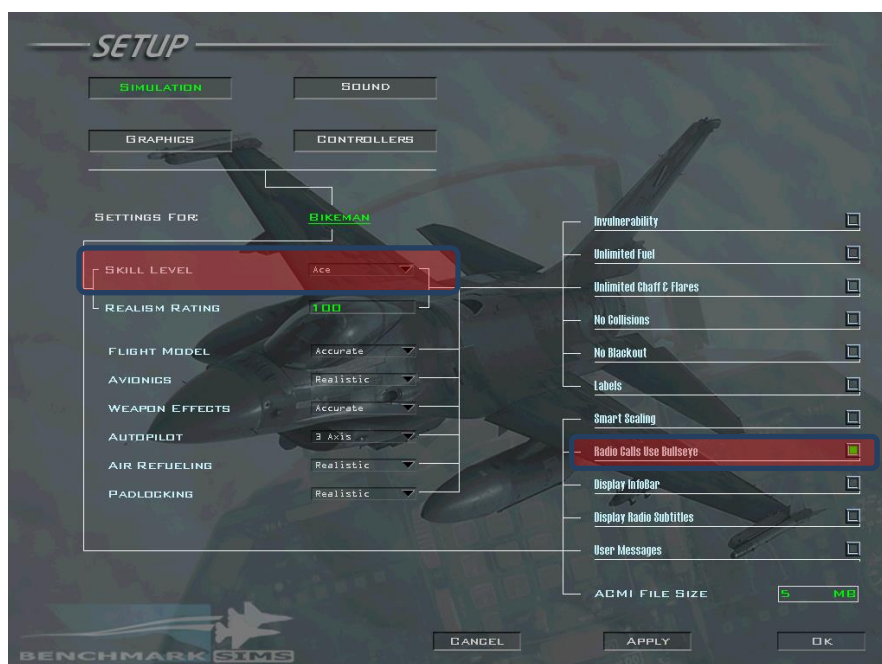 SETUP
SIMULATION
SOUND
GRAPHICS
CONTROLLERS
SETTINGS FOR:
BIKEMAN
SKILL LEVEL
Ace
REALISM RATING
100
FLIGHT MODEL
Accurate
AVIONICS
Realistic
WEAPON EFFECTS
Accurate
AUTOPILOT
3 Axis
AIR REFUELING
Realistic
PADLOCKING
Realistic
Invulnerability
Unlimited Fuel
Unlimited Chaff & Flares
No Collisions
No Blackout
Labels
Smart Scaling
Radio Calls Use Bullseye
Display InfoBar
Display Radio Subtitles
User Messages
ACMI FILE SIZE
5 MB
CANCEL
APPLY
OK
BENCHMARK SIMS